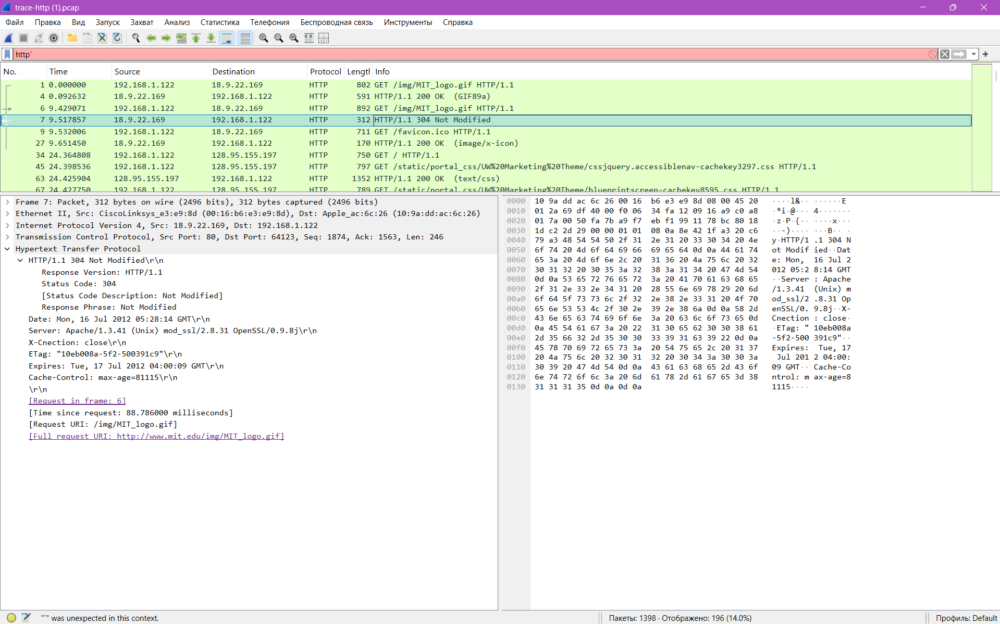 trace-http (1).pcap
Файл Правка Вид Запуск Захват Анализ Статистика Телефония Беспроводная связь Инструменты Справка
http`
No. Time Source Destination Protocol Length Info
1 0.000000 192.168.1.122 18.9.22.169 HTTP 802 GET /img/MIT_logo.gif HTTP/1.1
4 0.092632 18.9.22.169 192.168.1.122 HTTP 591 HTTP/1.1 200 OK (GIF89a)
6 9.429071 192.168.1.122 18.9.22.169 HTTP 892 GET /img/MIT_logo.gif HTTP/1.1
7 9.517857 18.9.22.169 192.168.1.122 HTTP 312 HTTP/1.1 304 Not Modified
9 9.532006 192.168.1.122 18.9.22.169 HTTP 711 GET /favicon.ico HTTP/1.1
27 9.651450 18.9.22.169 192.168.1.122 HTTP 170 HTTP/1.1 200 OK (image/x-icon)
34 24.364808 192.168.1.122 128.95.155.197 HTTP 750 GET / HTTP/1.1
45 24.398536 192.168.1.122 128.95.155.197 HTTP 797 GET /static/portal_css/UW%20Marketing%20Theme/cssjquery.accessiblenav-cachekey3297.css HTTP/1.1
63 24.425904 128.95.155.197 192.168.1.122 HTTP 1352 HTTP/1.1 200 OK (text/css)
67 24.427750 192.168.1.122 128.95.155.197 HTTP 789 GET /static/portal_css/UW%20Marketing%20Theme/blueprintscreen-cachekey8595.css HTTP/1.1
Frame 7: Packet, 312 bytes on wire (2496 bits), 312 bytes captured (2496 bits)
Ethernet II, Src: CiscoLinksys_e3:e9:8d (00:16:b6:e3:e9:8d), Dst: Apple_ac:6c:26 (10:9a:dd:ac:6c:26)
Internet Protocol Version 4, Src: 18.9.22.169, Dst: 192.168.1.122
Transmission Control Protocol, Src Port: 80, Dst Port: 64123, Seq: 1874, Ack: 1563, Len: 246
Hypertext Transfer Protocol
HTTP/1.1 304 Not Modified\r\n
Response Version: HTTP/1.1
Status Code: 304
[Status Code Description: Not Modified]
Response Phrase: Not Modified
Date: Mon, 16 Jul 2012 05:28:14 GMT\r\n
Server: Apache/1.3.41 (Unix) mod_ssl/2.8.31 OpenSSL/0.9.8j\r\n
X-Cnection: close\r\n
ETag: "10eb008a-5f2-500391c9"\r\n
Expires: Tue, 17 Jul 2012 04:00:09 GMT\r\n
Cache-Control: max-age=81115\r\n
\r\n
[Request in frame: 6]
[Time since request: 88.786000 milliseconds]
[Request URI: /img/MIT_logo.gif]
[Full request URI: http://www.mit.edu/img/MIT_logo.gif]
0000 10 9a dd ac 6c 26 00 16 b6 e3 e9 8d 08 00 45 20 ····l&·· ······E 
0010 01 2a 69 df 40 00 f0 06 34 fa 12 09 16 a9 c0 a8 ·*i·@··· 4·······
0020 01 7a 00 50 fa 7b a9 f7 eb f1 99 11 78 bc 80 18 ·z·P·{·· ····x···
0030 1d c2 2d 29 00 00 01 01 08 0a 8e 42 1f a3 20 c6 ··-)···· ···B·· ·
0040 79 a3 48 54 54 50 2f 31 2e 31 20 33 30 34 20 4e y·HTTP/1 .1 304 N
0050 6f 74 20 4d 6f 64 69 66 69 65 64 0d 0a 44 61 74 ot Modif ied··Dat
0060 65 3a 20 4d 6f 6e 2c 20 31 36 20 4a 75 6c 20 32 e: Mon, 16 Jul 2
0070 30 31 32 20 30 35 3a 32 38 3a 31 34 20 47 4d 54 012 05:2 8:14 GMT
0080 0d 0a 53 65 72 76 65 72 3a 20 41 70 61 63 68 65 ··Server : Apache
0090 2f 31 2e 33 2e 34 31 20 28 55 6e 69 78 29 20 6d /1.3.41 (Unix) m
00a0 6f 64 5f 73 73 6c 2f 32 2e 38 2e 33 31 20 4f 70 od_ssl/2 .8.31 Op
00b0 65 6e 53 53 4c 2f 30 2e 39 2e 38 6a 0d 0a 58 2d enSSL/0. 9.8j··X-
00c0 43 6e 65 63 74 69 6f 6e 3a 20 63 6c 6f 73 65 0d Cnection : close·
00d0 0a 45 54 61 67 3a 20 22 31 30 65 62 30 30 38 61 ·ETag: " 10eb008a
00e0 2d 35 66 32 2d 35 30 30 33 39 31 63 39 22 0d 0a -5f2-500 391c9"··
00f0 45 78 70 69 72 65 73 3a 20 54 75 65 2c 20 31 37 Expires: Tue, 17
0100 20 4a 75 6c 20 32 30 31 32 20 30 34 3a 30 30 3a Jul 201 2 04:00:
0110 30 39 20 47 4d 54 0d 0a 43 61 63 68 65 2d 43 6f 09 GMT·· Cache-Co
0120 6e 74 72 6f 6c 3a 20 6d 61 78 2d 61 67 65 3d 38 ntrol: m ax-age=8
0130 31 31 31 35 0d 0a 0d 0a 1115····
"`" was unexpected in this context. Пакеты: 1398 · Отображено: 196 (14.0%) Профиль: Default